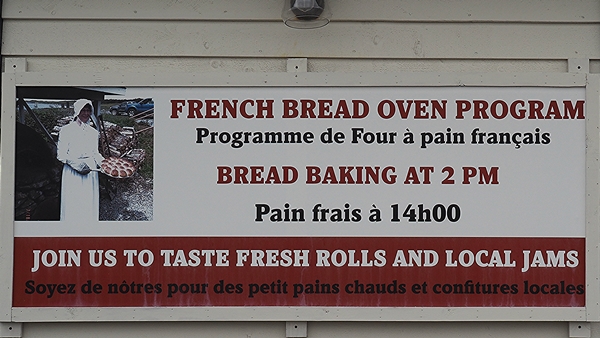 FRENCH BREAD OVEN PROGRAM
Programme de Four à pain français
BREAD BAKING AT 2 PM
Pain frais à 14h00
JOIN US TO TASTE FRESH ROLLS AND LOCAL JAMS
Soyez de nôtres pour des petit pains chauds et confitures locales